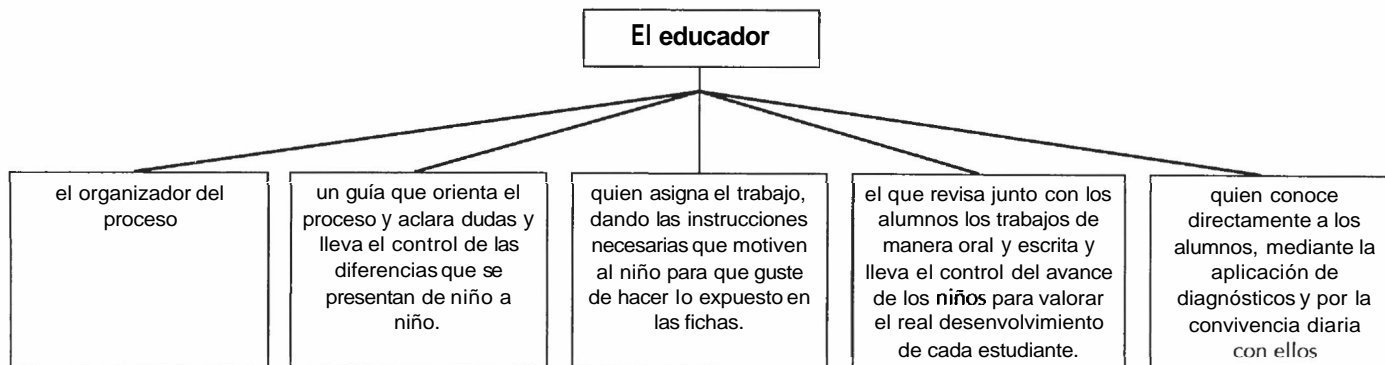 El educador
el organizador del
proceso
un guía que orienta el
proceso y aclara dudas y
lleva el control de las
diferencias que se
presentan de niño a
niño.
quien asigna el trabajo,
dando las instrucciones
necesarias que motiven
al niño para que guste
de hacer lo expuesto en
las fichas.
el que revisa junto con los
alumnos los trabajos de
manera oral y escrita y
lleva el control del avance
de los niños para valorar
el real desenvolvimiento
de cada estudiante.
quien conoce
directamente a los
alumnos, mediante la
aplicación de
diagnósticos y por la
convivencia diaria
con ellos